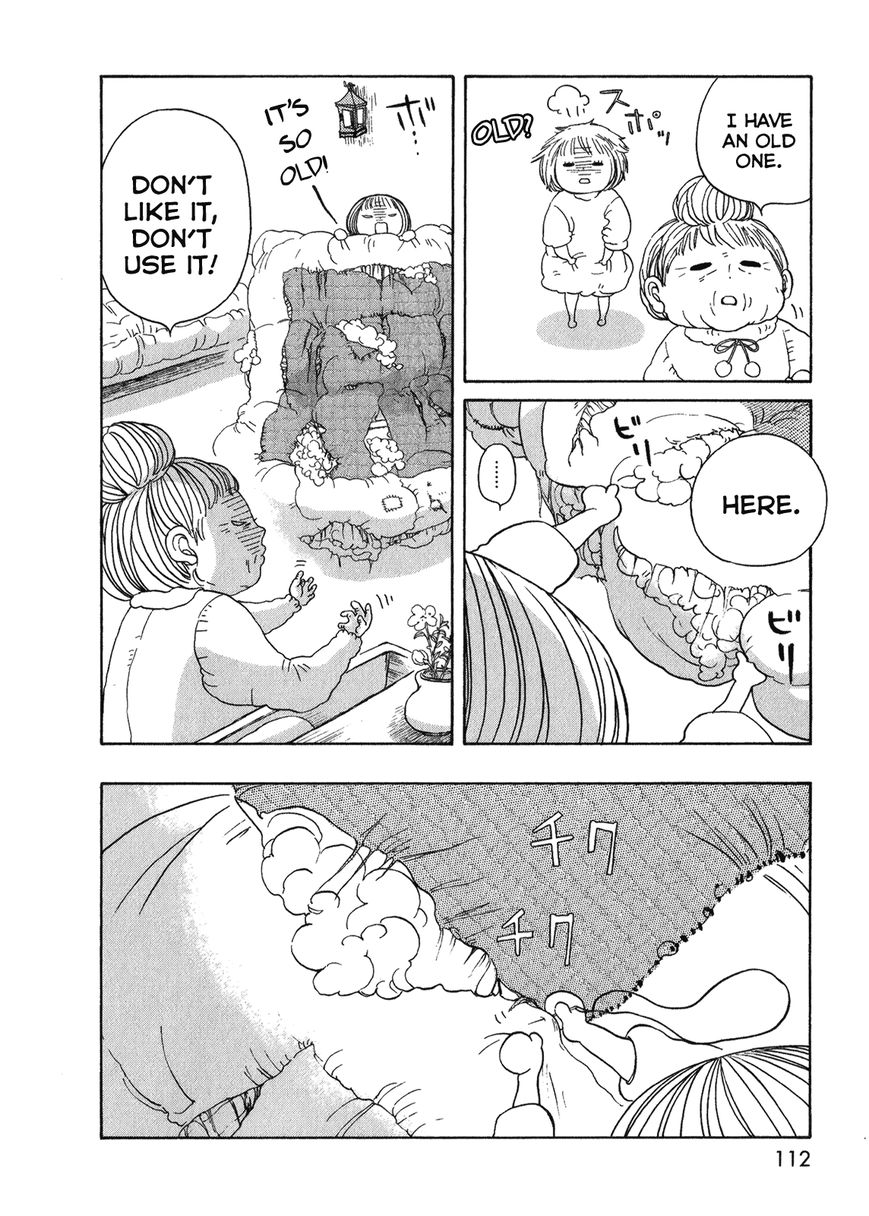 I HAVE
AN OLD
ONE.
スポッ
OLD?
HERE.
ビリ
……
ビリ
ボ"…
IT'S
SO
OLD!
DON'T
LIKE IT,
DON'T
USE IT!
チク
チク
112